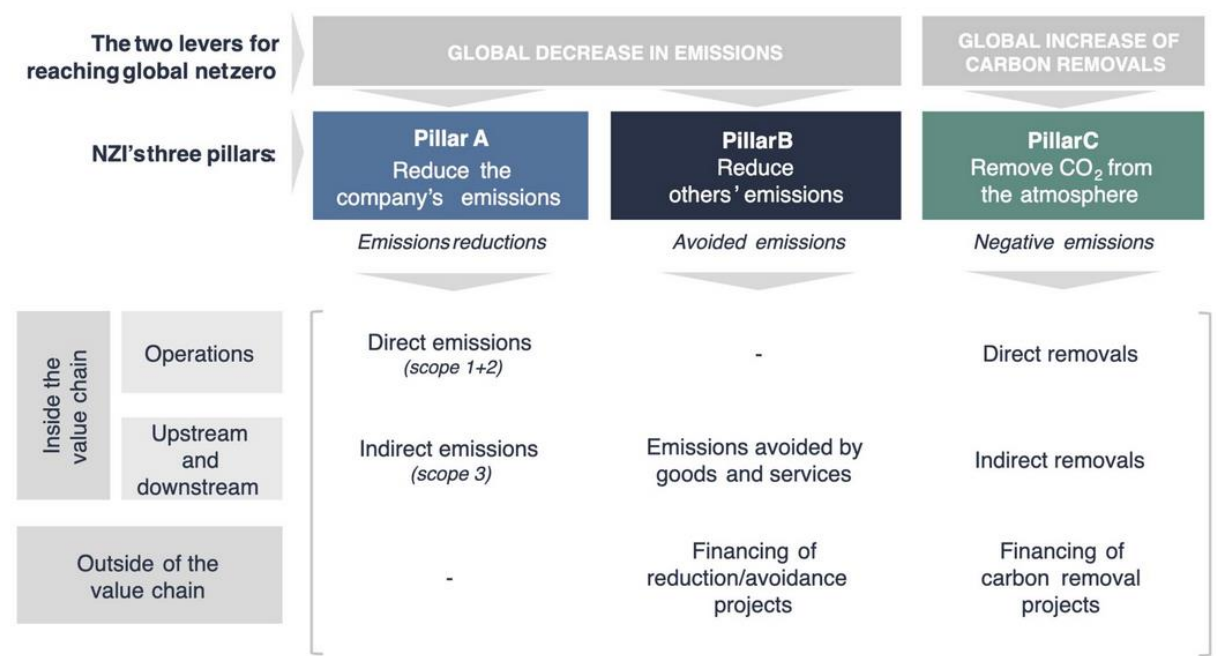 The two levers for
reaching global netzero
GLOBAL DECREASE IN EMISSIONS
GLOBAL INCREASE OF
CARBON REMOVALS
NZI's three pillars:
Pillar A
Reduce the
company's emissions
PillarB
Reduce
others' emissions
PillarC
Remove CO₂ from
the atmosphere
Emissions reductions
Avoided emissions
Negative emissions
Inside the
value chain
Operations
Direct emissions
(scope 1+2)
-
Direct removals
Upstream
and
downstream
Indirect emissions
(scope 3)
Emissions avoided by
goods and services
Indirect removals
Outside of the
value chain
-
Financing of
reduction/avoidance
projects
Financing of
carbon removal
projects